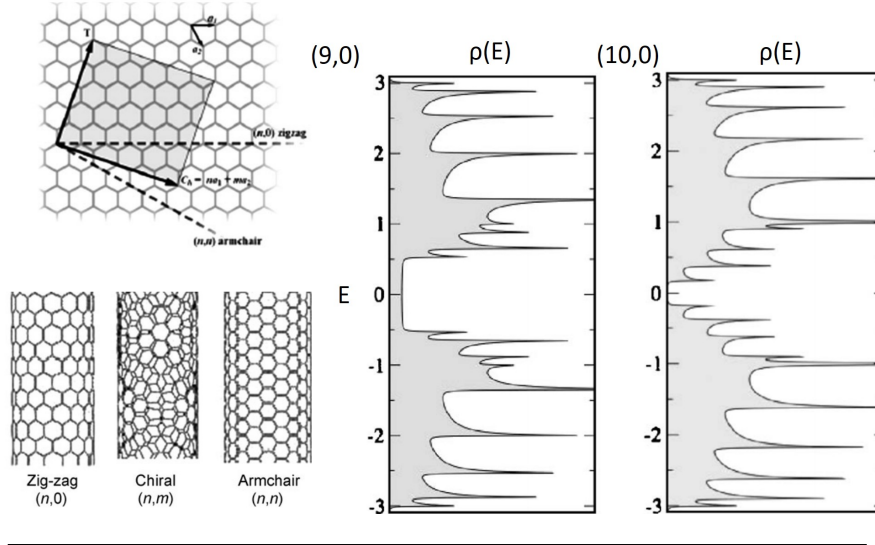 a₁
a₂
T
(n,0) zigzag
Cₕ = na₁ + ma₂
(n,n) armchair
Zig-zag
(n,0)
Chiral
(n,m)
Armchair
(n,n)
(9,0) ρ(E)
3
2
1
E 0
-1
-2
-3
(10,0) ρ(E)
3
2
1
0
-1
-2
-3